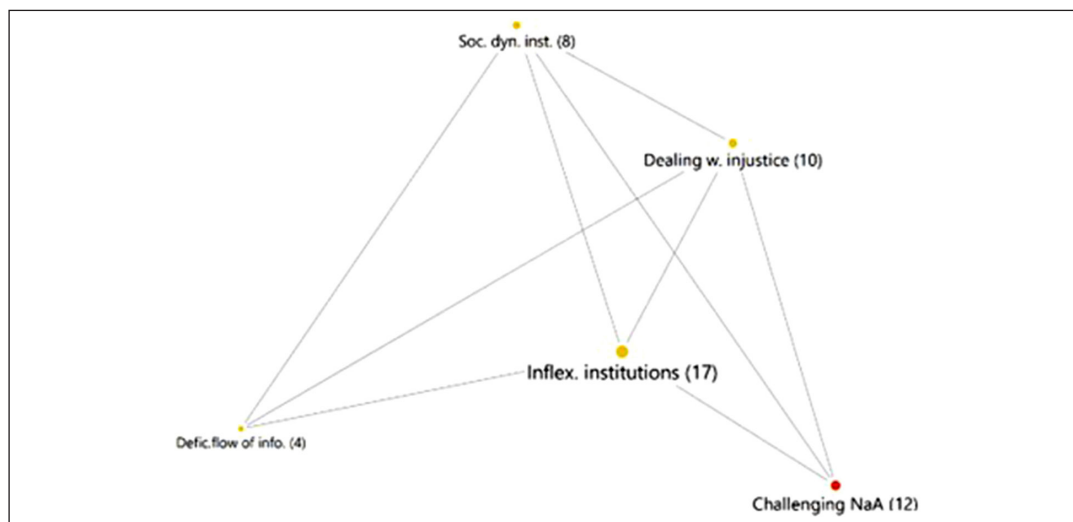 Soc. dyn. inst. (8)
Dealing w. injustice (10)
Inflex. institutions (17)
Defic.flow of info. (4)
Challenging NaA (12)